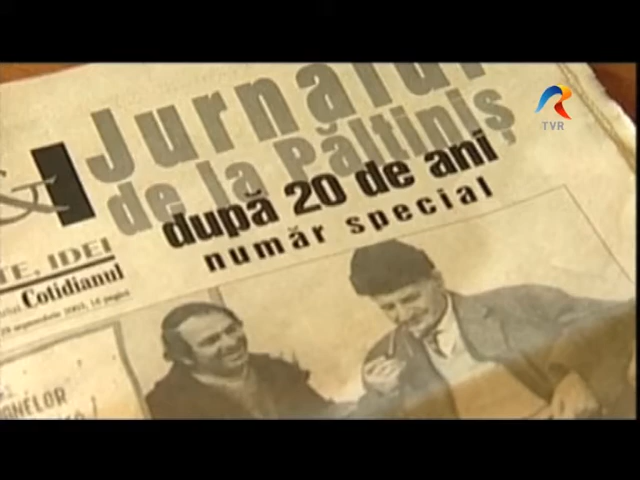 Jurnalul
de la Păltiniș
după 20 de ani
număr special
&I
TE, IDEI
Cotidianul
TVR